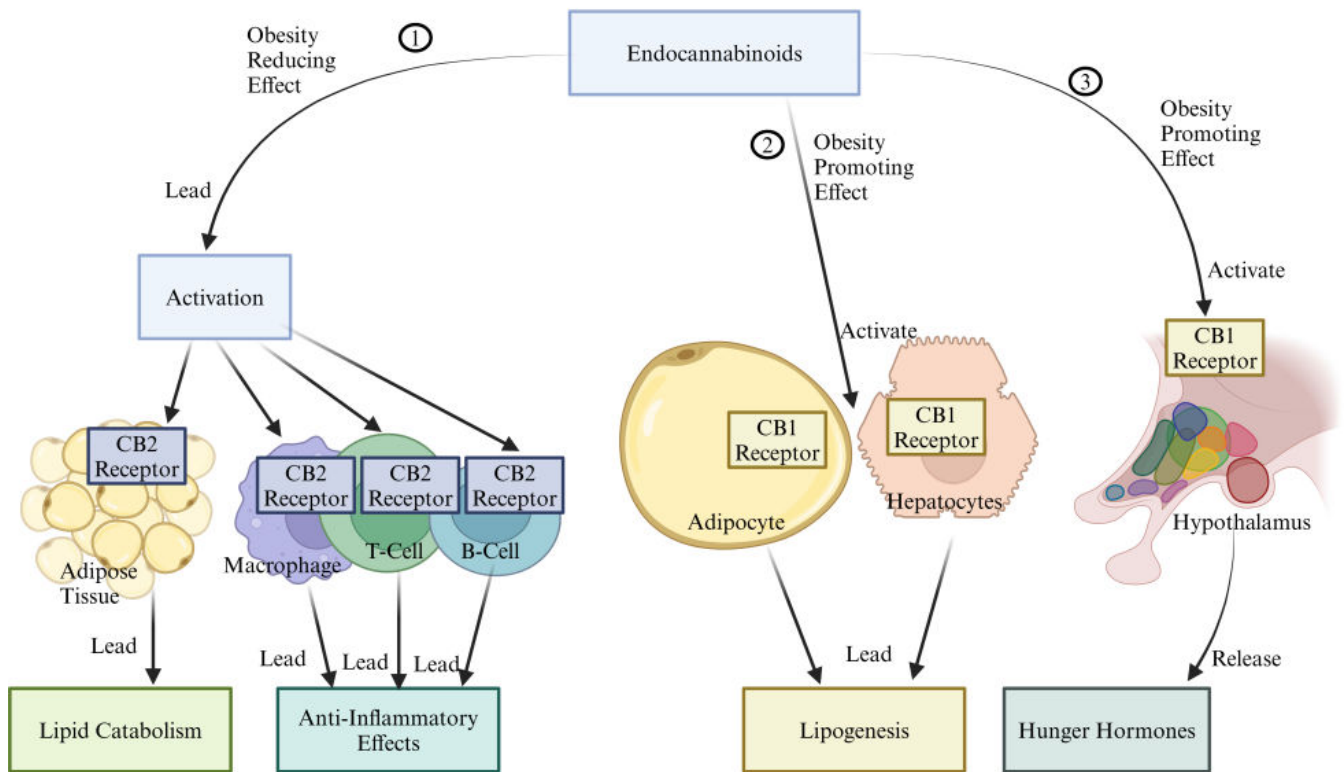 Endocannabinoids
1
Obesity
Reducing
Effect
Lead
Activation
CB2
Receptor
Adipose
Tissue
Lead
Lipid Catabolism
CB2
Receptor
Macrophage
CB2
Receptor
T-Cell
CB2
Receptor
B-Cell
Lead
Lead
Lead
Anti-Inflammatory
Effects
2
Obesity
Promoting
Effect
Activate
CB1
Receptor
Adipocyte
CB1
Receptor
Hepatocytes
Lead
Lipogenesis
3
Obesity
Promoting
Effect
Activate
CB1
Receptor
Hypothalamus
Release
Hunger Hormones